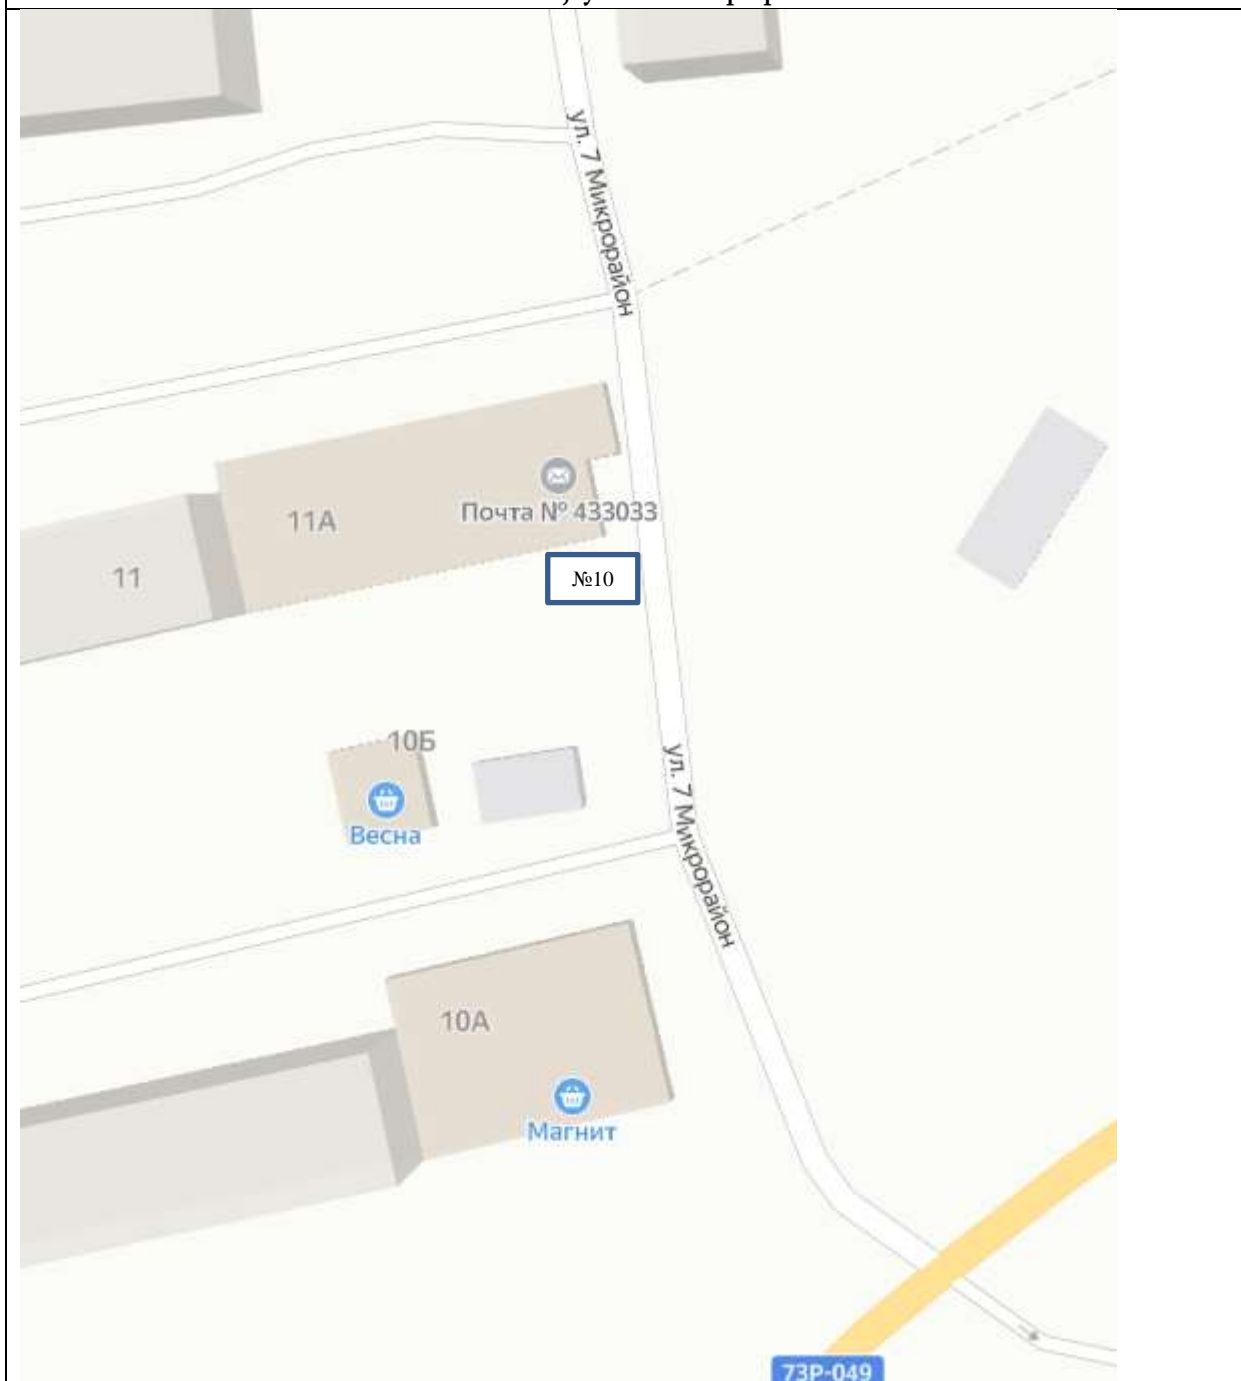 ул. 7 Микрорайон
11А
Почта № 433033
11
№10
10Б
Весна
ул. 7 Микрорайон
10А
Магнит
73Р-049